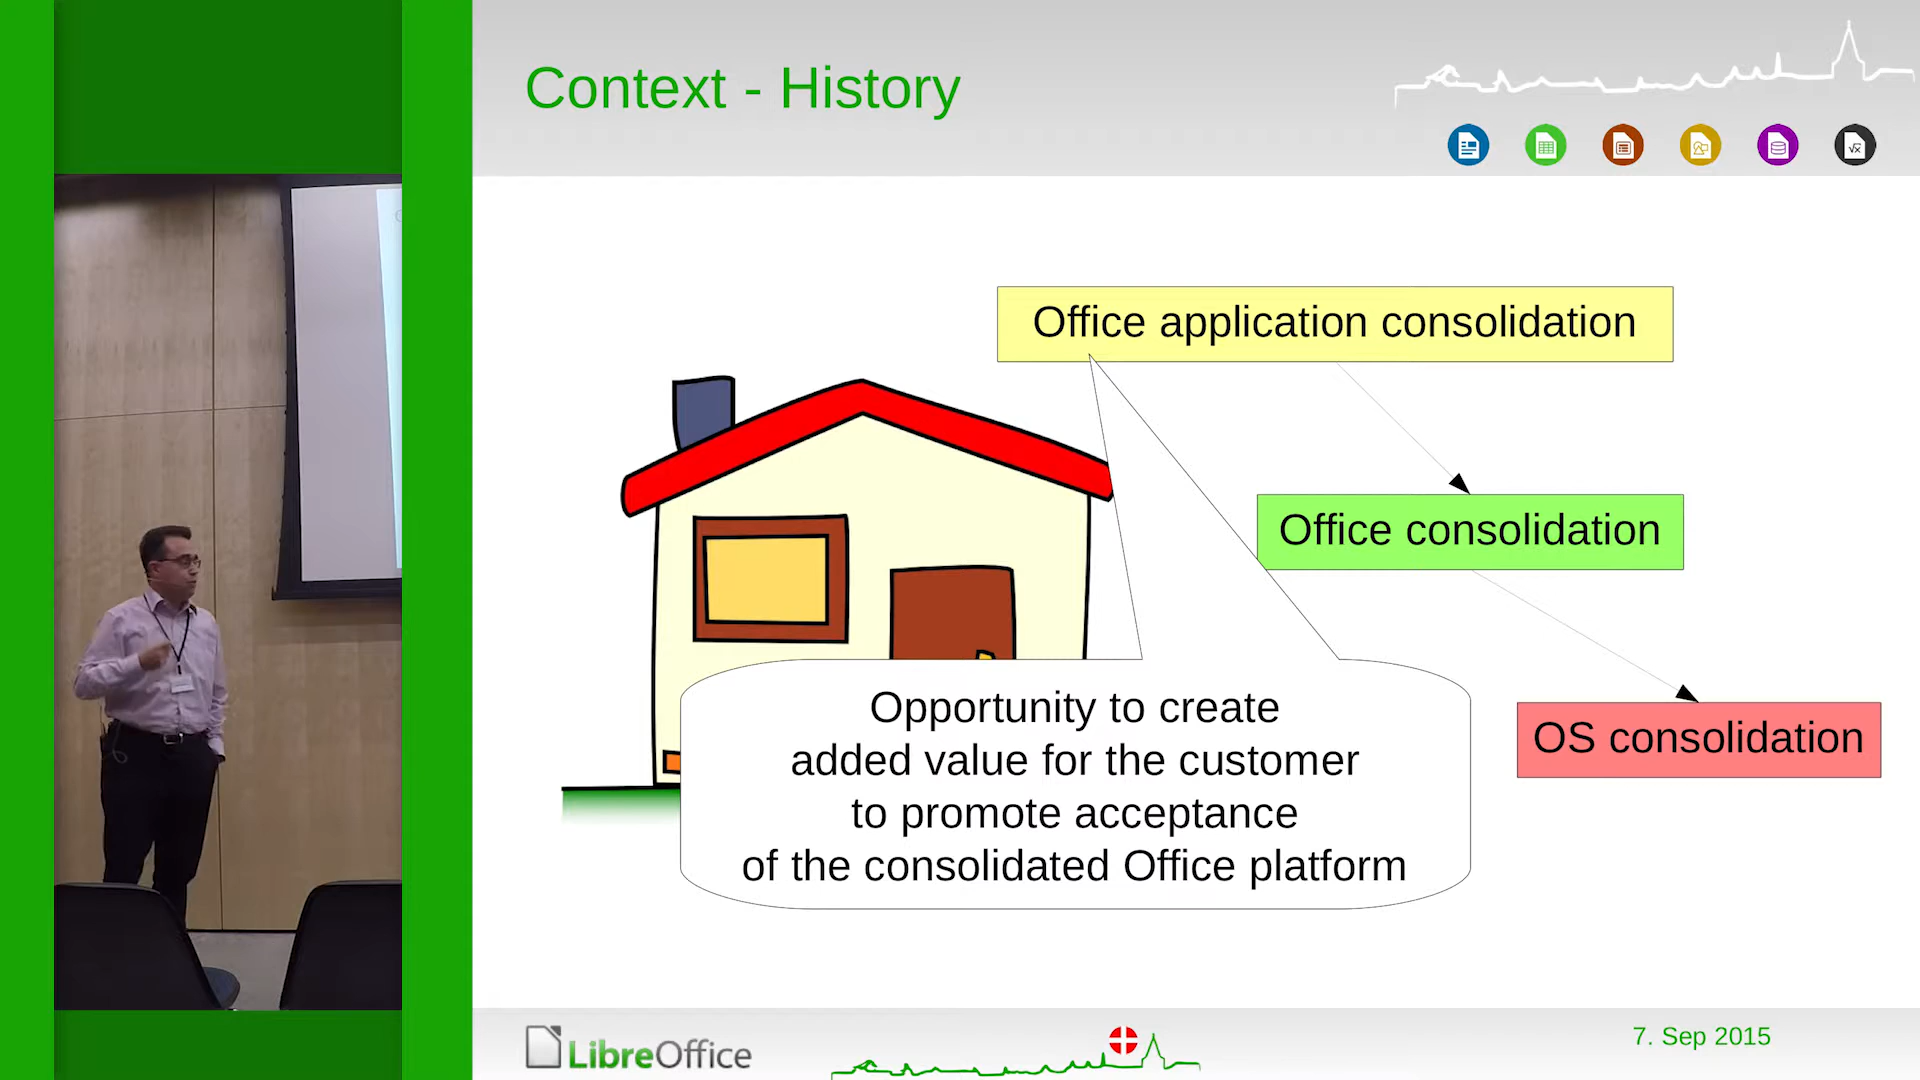 Context - History
Office application consolidation
Office consolidation
OS consolidation
Opportunity to create
added value for the customer
to promote acceptance
of the consolidated Office platform
LibreOffice
7. Sep 2015